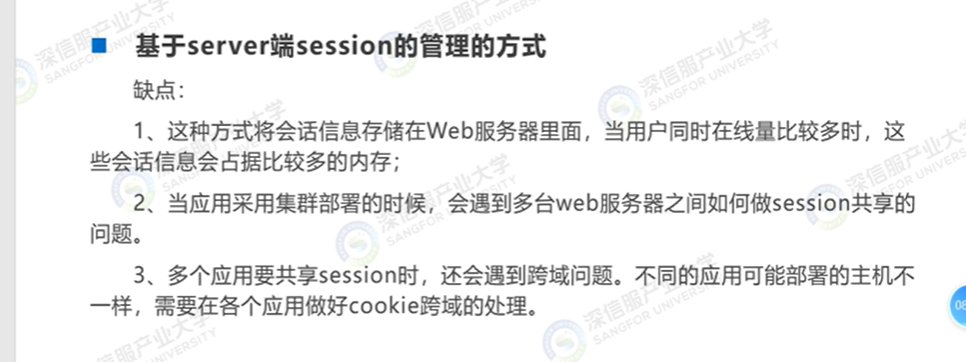 基于server端session的管理的方式
缺点：
1、这种方式将会话信息存储在Web服务器里面，当用户同时在线量比较多时，这
些会话信息会占据比较多的内存；
2、当应用采用集群部署的时候，会遇到多台web服务器之间如何做session共享的
问题。
3、多个应用要共享session时，还会遇到跨域问题。不同的应用可能部署的主机不
一样，需要在各个应用做好cookie跨域的处理。
深信服产业大学
SANGFOR UNIVERSITY
08